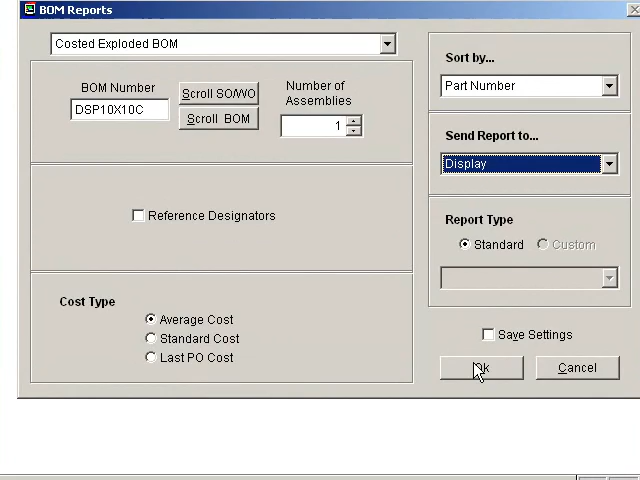 BOM Reports
Costed Exploded BOM
BOM Number
DSP10X10C
Scroll SO/WO
Scroll BOM
Number of
Assemblies
1
Reference Designators
Cost Type
Average Cost
Standard Cost
Last PO Cost
Sort by...
Part Number
Send Report to...
Display
Report Type
Standard
Custom
Save Settings
Ok
Cancel